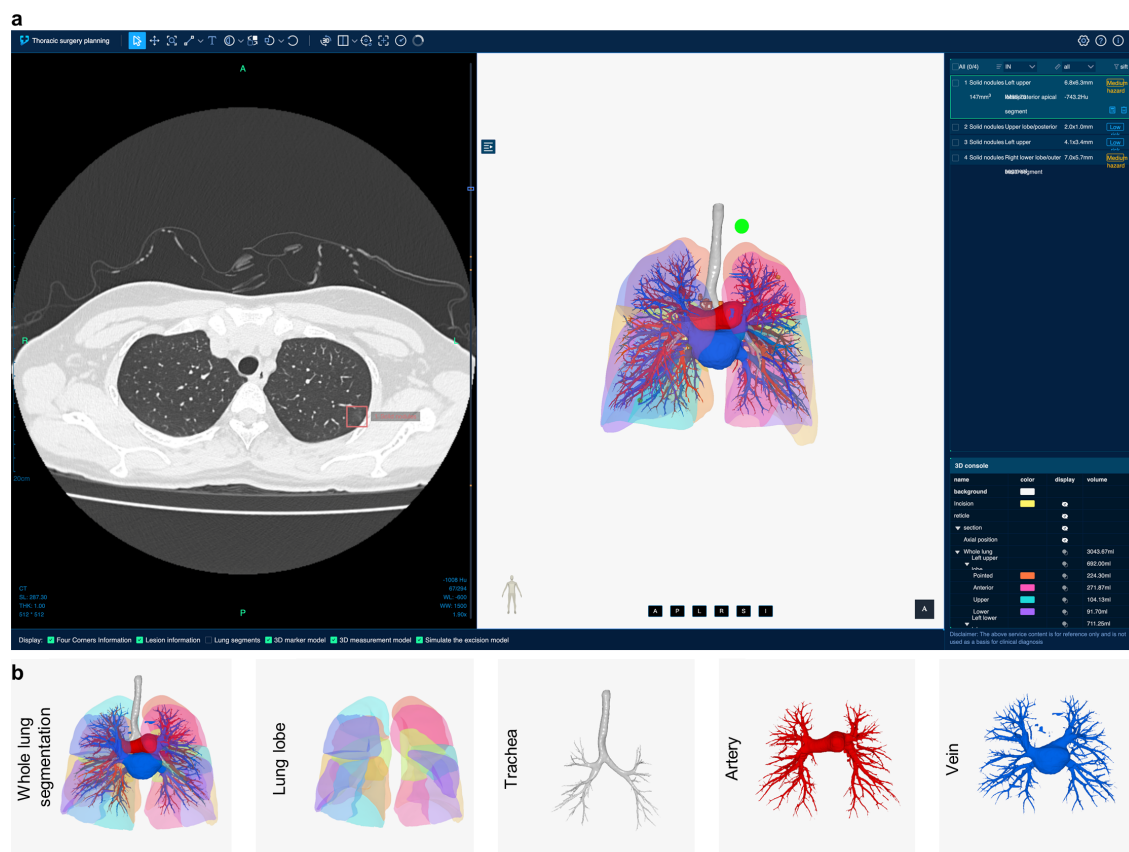 a
Thoracic surgery planning
T
3D
A
R
L
20cm
CT
SL: 267.30
THK: 1.00
512 * 512
-1008 Hu
67/294
WL: -600
WW: 1300
1.90x
P
A P L R S I
A
All (0/4) IN all sift
1 Solid nodules Left upper 6.8x6.3mm Medium
hazard
147mm³ apical -743.2Hu
segment
2 Solid nodules Upper lobe/posterior 2.0x1.0mm Low
3 Solid nodules Left upper 4.1x3.4mm Low
4 Solid nodules Right lower lobe/outer 7.0x5.7mm Medium
hazard
segment
3D console
name color display volume
background
Incision
reticle
section
Axial position
Whole lung 3043.67ml
Left upper
lobe 692.00ml
Pointed 224.30ml
Anterior 271.87ml
Upper 104.13ml
Lower 91.70ml
Left lower
711.25ml
Disclaimer: The above service content is for reference only and is not
used as a basis for clinical diagnosis
Display: Four Corners Information Lesion information Lung segments 3D marker model 3D measurement model Simulate the excision model
b
Whole lung
segmentation
Lung lobe
Trachea
Artery
Vein